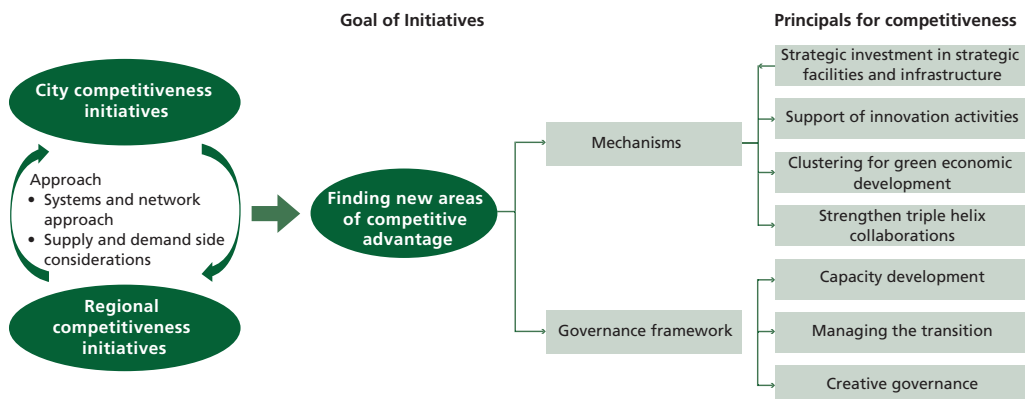 Goal of Initiatives
Principals for competitiveness
City competitiveness
initiatives
Approach
• Systems and network
approach
• Supply and demand side
considerations
Regional
competitiveness
initiatives
Finding new areas
of competitive
advantage
Mechanisms
Governance framework
Strategic investment in strategic
facilities and infrastructure
Support of innovation activities
Clustering for green economic
development
Strengthen triple helix
collaborations
Capacity development
Managing the transition
Creative governance